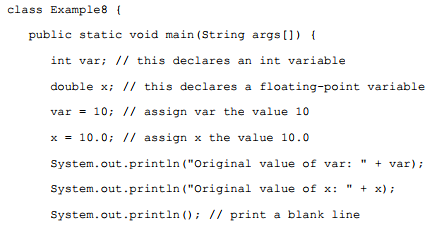 class Example8 {
public static void main(String args[]) {
int var; // this declares an int variable
double x; // this declares a floating-point variable
var = 10; // assign var the value 10
x = 10.0; // assign x the value 10.0
System.out.println("Original value of var: " + var);
System.out.println("Original value of x: " + x);
System.out.println(); // print a blank line